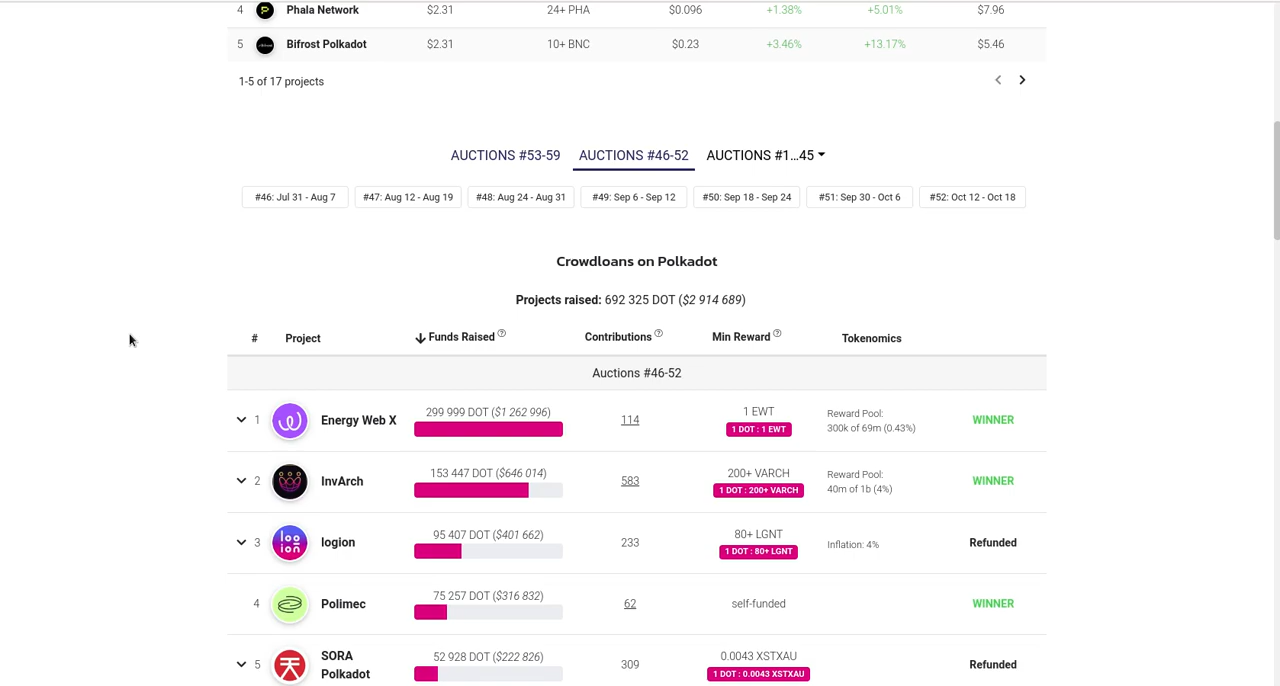 4 Phala Network $2.31 24+ PHA $0.096 +1.38% +5.01% $7.96
5 Bifrost Polkadot $2.31 10+ BNC $0.23 +3.46% +13.17% $5.46
1-5 of 17 projects
AUCTIONS #53-59 AUCTIONS #46-52 AUCTIONS #1...45
#46: Jul 31 - Aug 7 #47: Aug 12 - Aug 19 #48: Aug 24 - Aug 31 #49: Sep 6 - Sep 12 #50: Sep 18 - Sep 24 #51: Sep 30 - Oct 6 #52: Oct 12 - Oct 18
Crowdloans on Polkadot
Projects raised: 692 325 DOT ($2 914 689)
# Project Funds Raised Contributions Min Reward Tokenomics
Auctions #46-52
1 Energy Web X 299 999 DOT ($1 262 996) 114 1 EWT Reward Pool: WINNER
1 DOT : 1 EWT 300k of 69m (0.43%)
2 InvArch 153 447 DOT ($646 014) 583 200+ VARCH Reward Pool: WINNER
1 DOT : 200+ VARCH 40m of 1b (4%)
3 logion 95 407 DOT ($401 662) 233 80+ LGNT Inflation: 4% Refunded
1 DOT : 80+ LGNT
4 Polimec 75 257 DOT ($316 832) 62 self-funded WINNER
5 SORA 52 928 DOT ($222 826) 309 0.0043 XSTXAU Refunded
Polkadot 1 DOT : 0.0043 XSTXAU